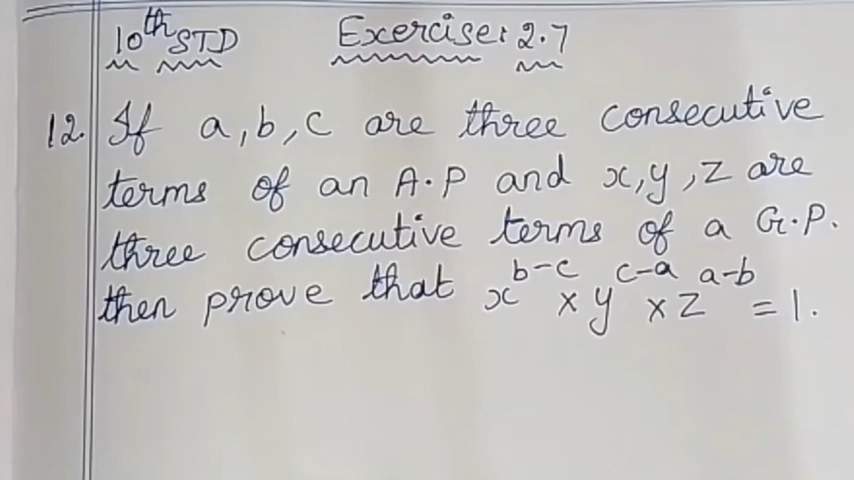 10th STD Exercise: 2.7
12. If a, b, c are three consecutive
terms of an A.P and x, y, z are
three consecutive terms of a G.P.
then prove that x^b-c × y^c-a × z^a-b = 1.